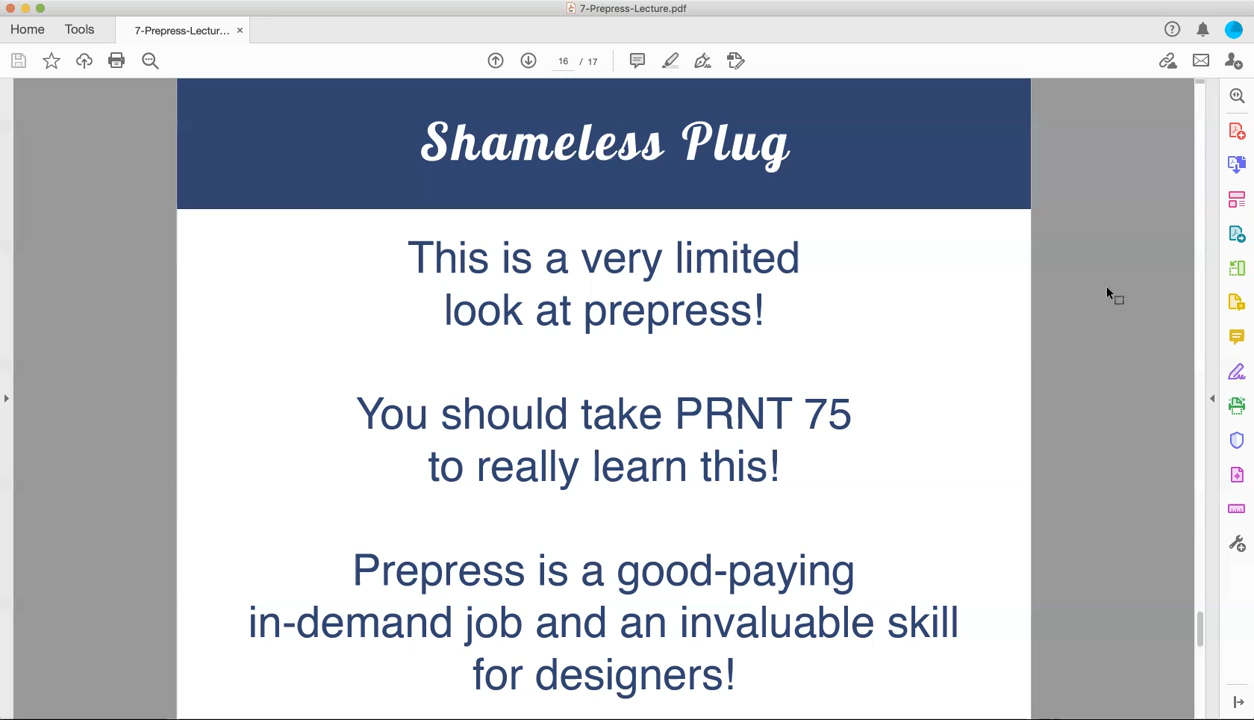 7-Prepress-Lecture.pdf
Home Tools 7-Prepress-Lectur... ×
16 / 17
Shameless Plug
This is a very limited
look at prepress!
You should take PRNT 75
to really learn this!
Prepress is a good-paying
in-demand job and an invaluable skill
for designers!